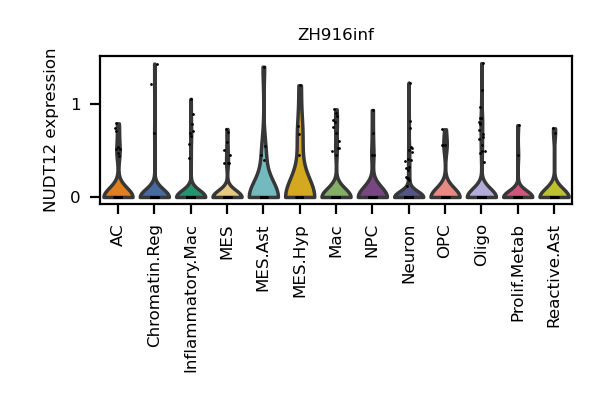 ZH916inf
NUDT12 expression
1
0
AC
Chromatin.Reg
Inflammatory.Mac
MES
MES.Ast
MES.Hyp
Mac
NPC
Neuron
OPC
Oligo
Prolif.Metab
Reactive.Ast